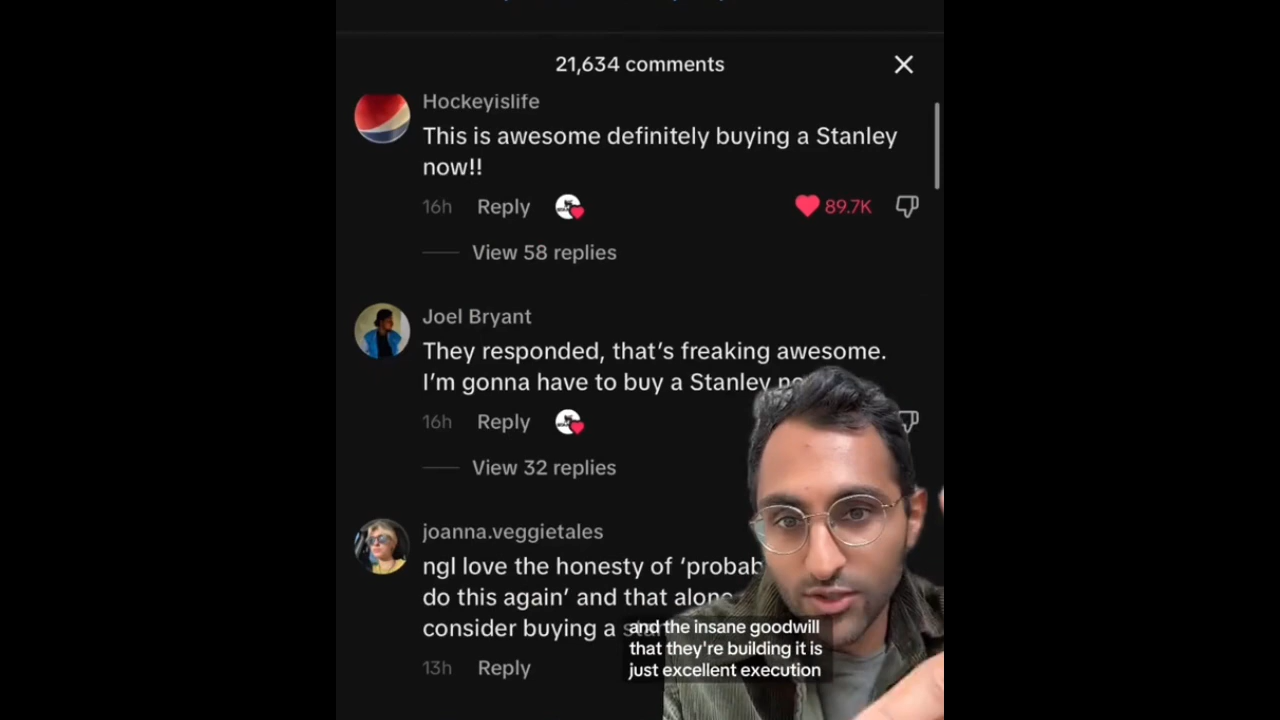 21,634 comments
Hockeyislife
This is awesome definitely buying a Stanley
now!!
16h Reply 89.7K
View 58 replies
Joel Bryant
They responded, that's freaking awesome.
I'm gonna have to buy a Stanley
16h Reply
View 32 replies
joanna.veggietales
ngl love the honesty of ‘
do this again’ and that alone
consider buying a
and the insane goodwill
that they're building it is
just excellent execution
13h Reply